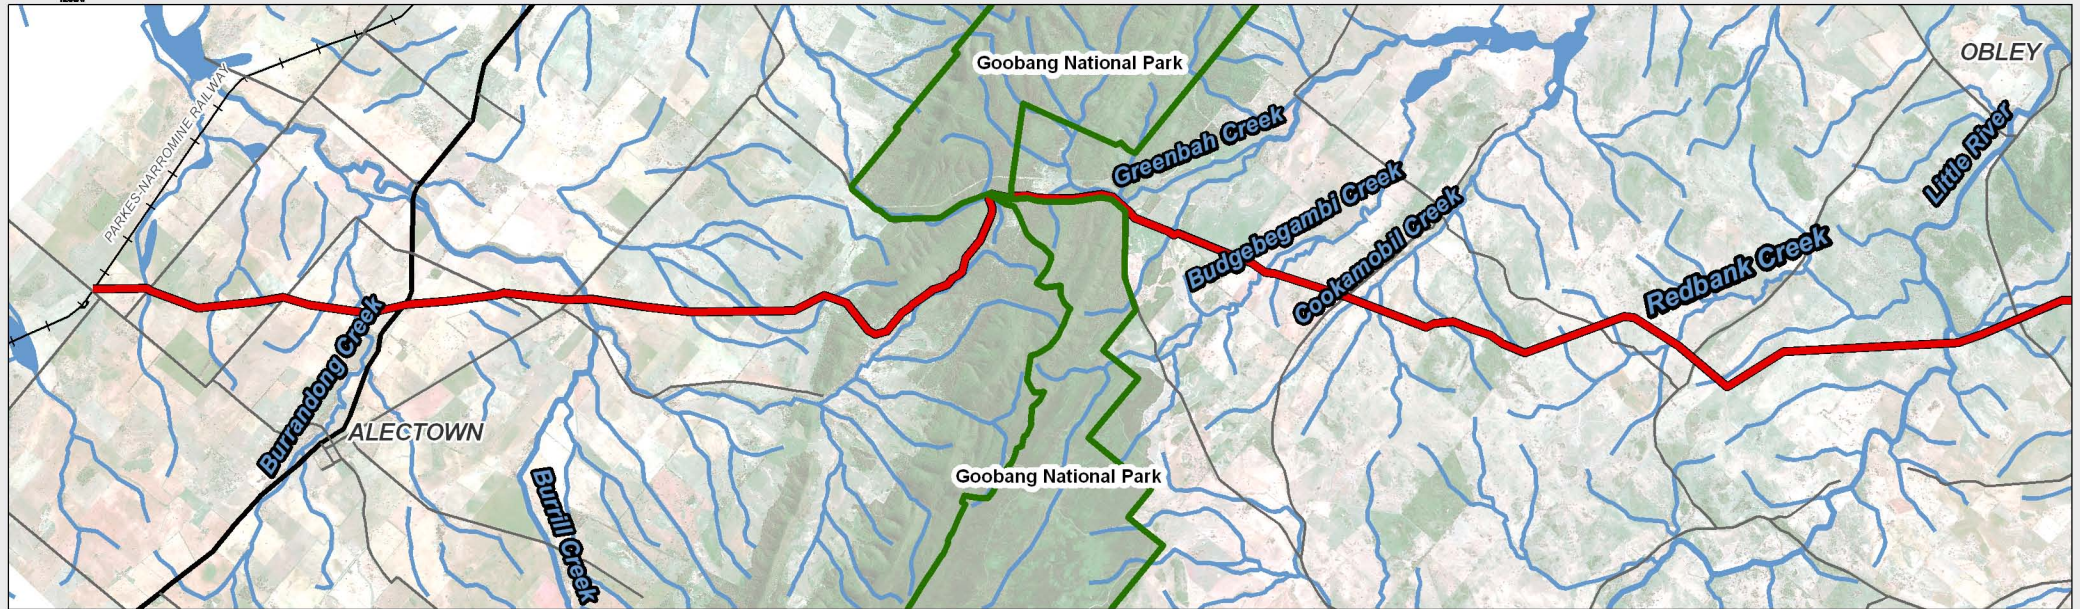 Goobang National Park
OBLEY
PARKES-NARROMINE RAILWAY
Greenbah Creek
Little River
Budgebegambi Creek
Cookamobil Creek
Redbank Creek
Burrandong Creek
ALECTOWN
Goobang National Park
Burrill Creek